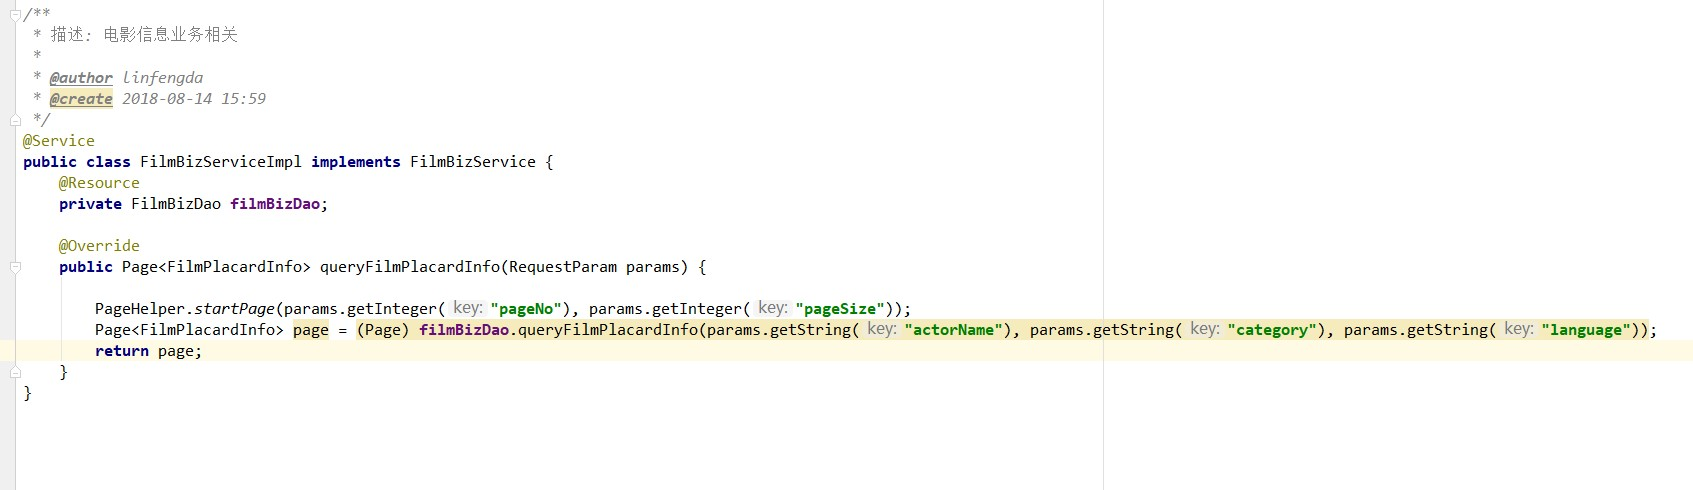 /**
 * 描述: 电影信息业务相关
 *
 * @author linfengda
 * @create 2018-08-14 15:59
 */
@Service
public class FilmBizServiceImpl implements FilmBizService {
    @Resource
    private FilmBizDao filmBizDao;

    @Override
    public Page<FilmPlacardInfo> queryFilmPlacardInfo(RequestParam params) {

        PageHelper.startPage(params.getInteger( key: "pageNo"), params.getInteger( key: "pageSize"));
        Page<FilmPlacardInfo> page = (Page) filmBizDao.queryFilmPlacardInfo(params.getString( key: "actorName"), params.getString( key: "category"), params.getString( key: "language"));
        return page;
    }
}